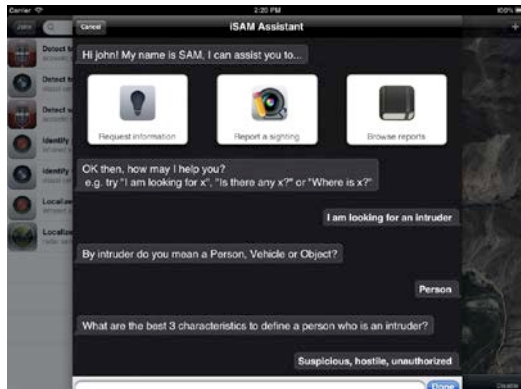 Carrier 2:20 PM 100%
John Cancel iSAM Assistant +
Detect
Detect
Detect
Identify
Identify
Localize
Localize
Hi john! My name is SAM, I can assist you to...
Request information Report a sighting Browse reports
OK then, how may I help you?
e.g. try "I am looking for x", "Is there any x?" or "Where is x?"
I am looking for an intruder
By intruder do you mean a Person, Vehicle or Object?
Person
What are the best 3 characteristics to define a person who is an intruder?
Suspicious, hostile, unauthorized
Done